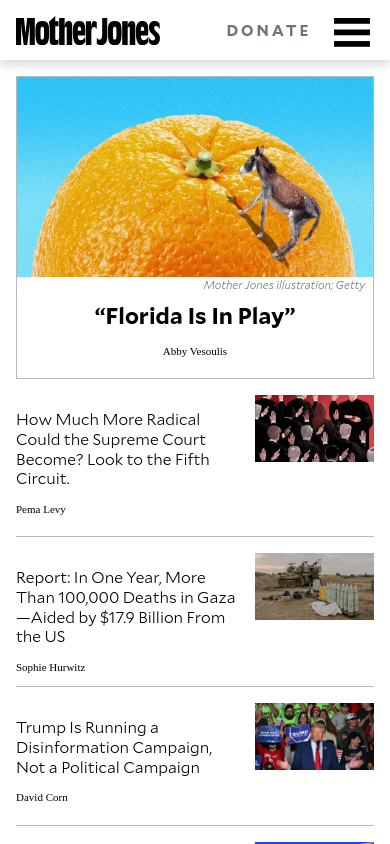 Mother Jones
DONATE
Mother Jones illustration; Getty
“Florida Is In Play”
Abby Vesoulis
How Much More Radical
Could the Supreme Court
Become? Look to the Fifth
Circuit.
Pema Levy
Report: In One Year, More
Than 100,000 Deaths in Gaza
—Aided by $17.9 Billion From
the US
Sophie Hurwitz
Trump Is Running a
Disinformation Campaign,
Not a Political Campaign
David Corn
TRUMP